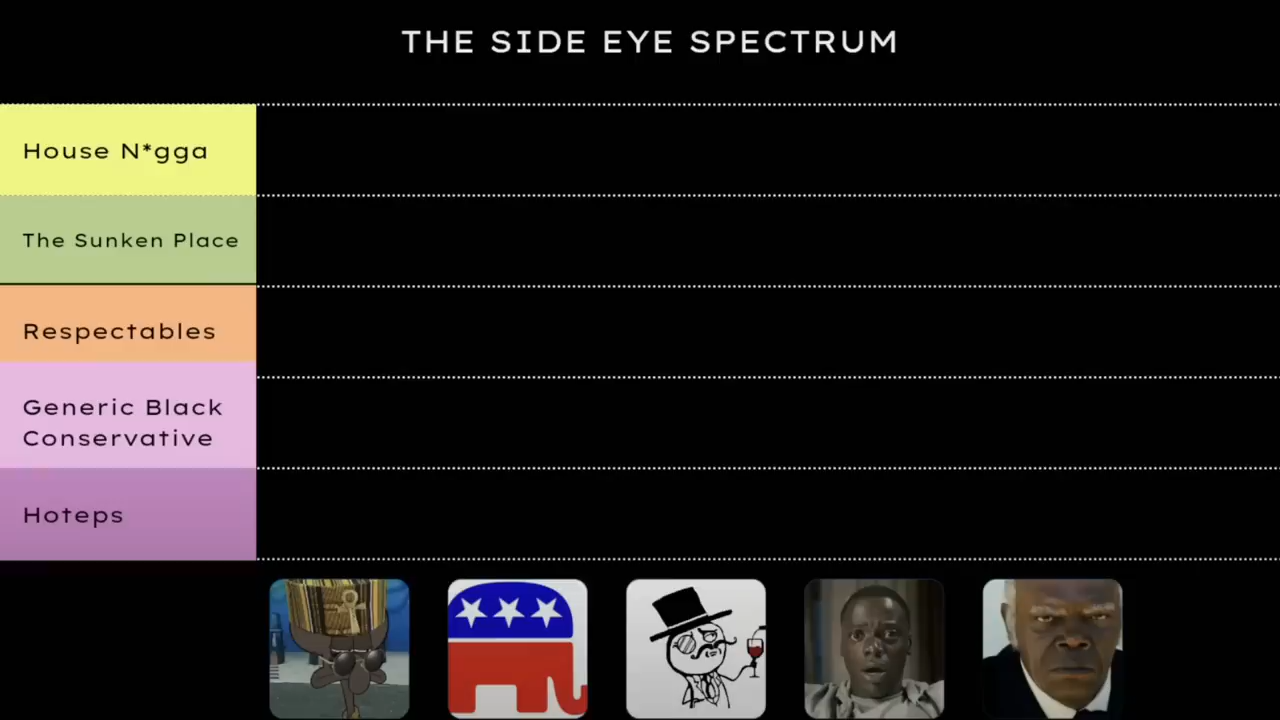 THE SIDE EYE SPECTRUM
House N*gga
The Sunken Place
Respectables
Generic Black
Conservative
Hoteps